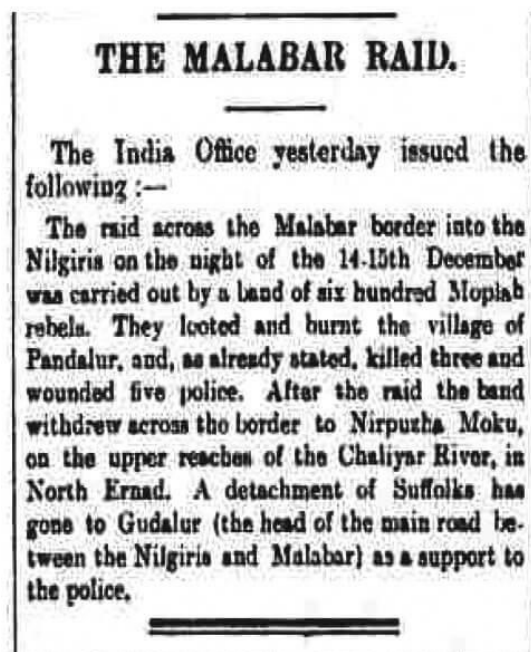 THE MALABAR RAID.
The India Office yesterday issued the
following :—
The raid across the Malabar border into the
Nilgiris on the night of the 14-15th December
was carried out by a band of six hundred Moplah
rebels. They looted and burnt the village of
Pandalur, and, as already stated, killed three and
wounded five police. After the raid the band
withdrew across the border to Nirpuzha Moku,
on the upper reaches of the Chaliyar River, in
North Ernad. A detachment of Suffolks has
gone to Gudalur (the head of the main road be-
tween the Nilgiris and Malabar) as a support to
the police.